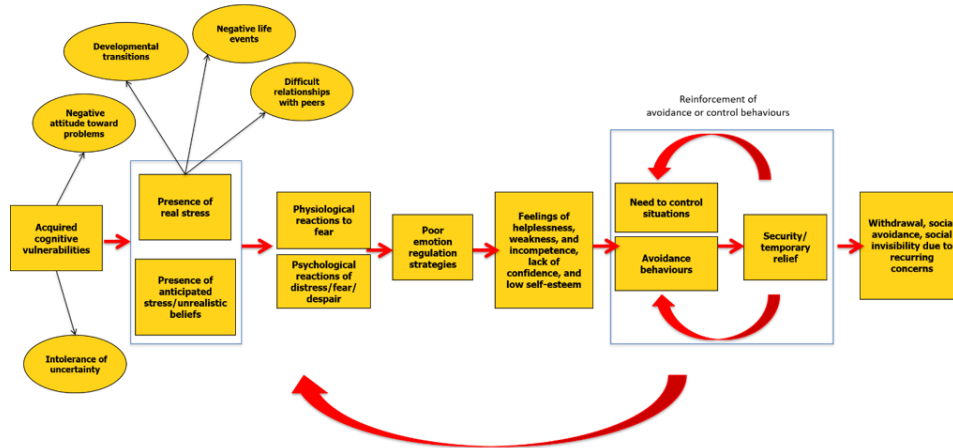 Developmental
transitions
Negative life
events
Difficult
relationships
with peers
Negative
attitude toward
problems
Reinforcement of
avoidance or control behaviours
Acquired
cognitive
vulnerabilities
Presence of
real stress
Presence of
anticipated
stress/unrealistic
beliefs
Physiological
reactions to
fear
Psychological
reactions of
distress/fear/
despair
Poor
emotion
regulation
strategies
Feelings of
helplessness,
weakness, and
incomptetence,
lack of
confidence, and
low self-esteem
Need to control
situations
Avoidance
behaviours
Security/
temporary
relief
Withdrawal, social
avoidance, social
invisibility due to
recurring
concerns
Intolerance of
uncertainty